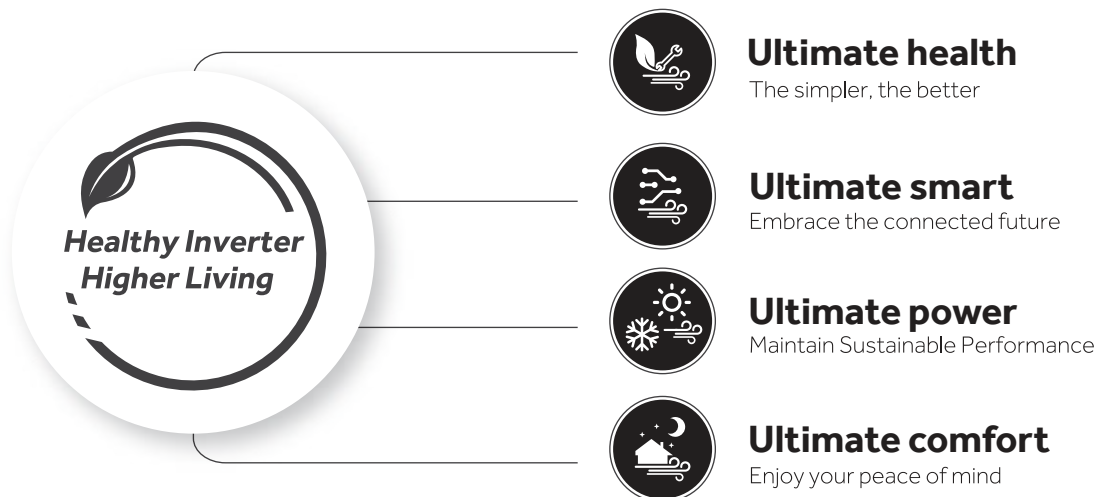 Healthy Inverter
Higher Living
Ultimate health
The simpler, the better
Ultimate smart
Embrace the connected future
Ultimate power
Maintain Sustainable Performance
Ultimate comfort
Enjoy your peace of mind